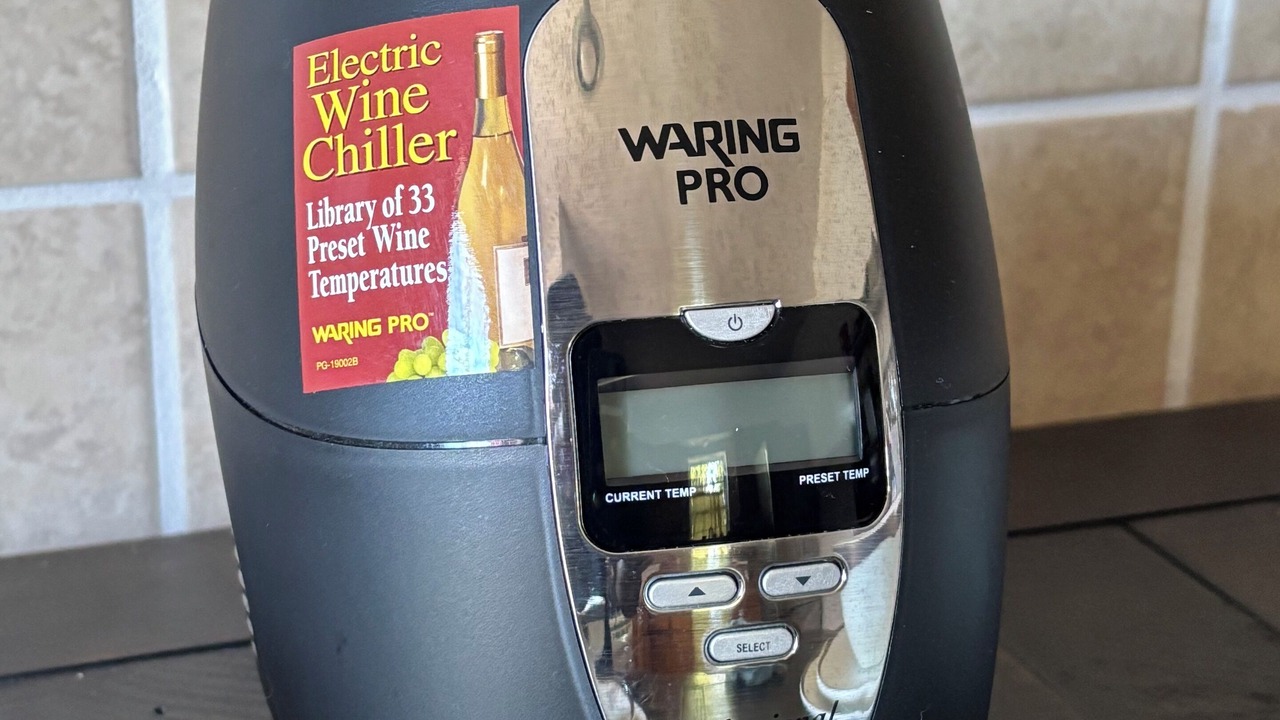 Electric
Wine
Chiller
Library of 33
Preset Wine
Temperatures
WARING PRO™
PG-19002B
WARING
PRO
CURRENT TEMP
PRESET TEMP
SELECT